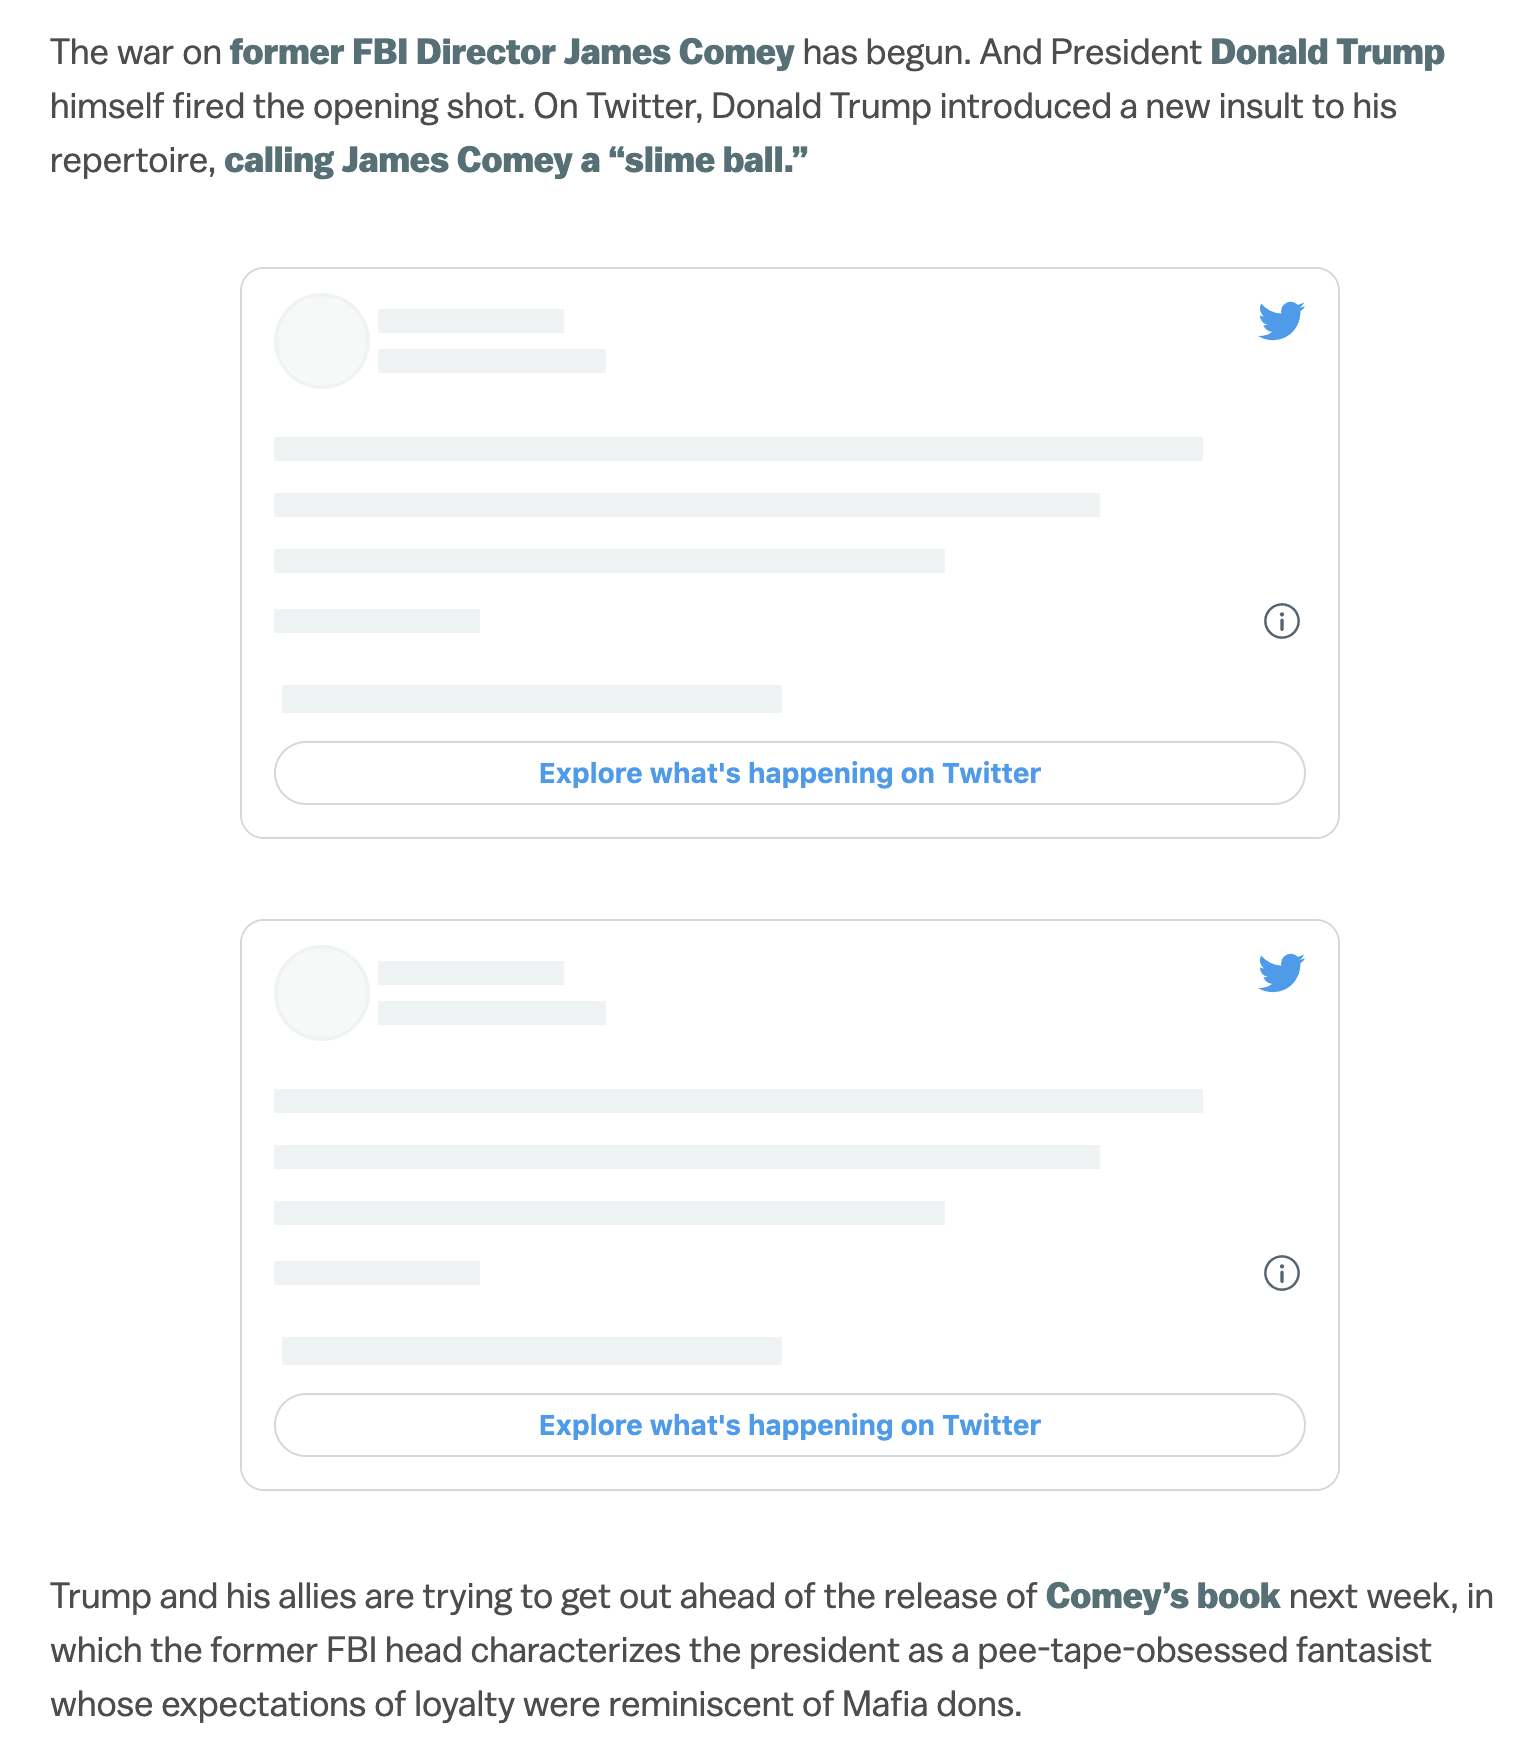 The war on former FBI Director James Comey has begun. And President Donald Trump
himself fired the opening shot. On Twitter, Donald Trump introduced a new insult to his
repertoire, calling James Comey a “slime ball.”
Explore what's happening on Twitter
Explore what's happening on Twitter
Trump and his allies are trying to get out ahead of the release of Comey’s book next week, in
which the former FBI head characterizes the president as a pee-tape-obsessed fantasist
whose expectations of loyalty were reminiscent of Mafia dons.